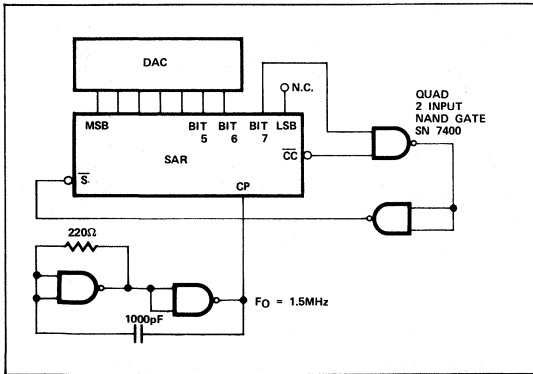 DAC
N.C.
QUAD
2 INPUT
NAND GATE
SN 7400
MSB BIT 5 BIT 6 BIT 7 LSB
S̅ SAR C̅C̅
CP
220Ω
1000pF
FO = 1.5MHz